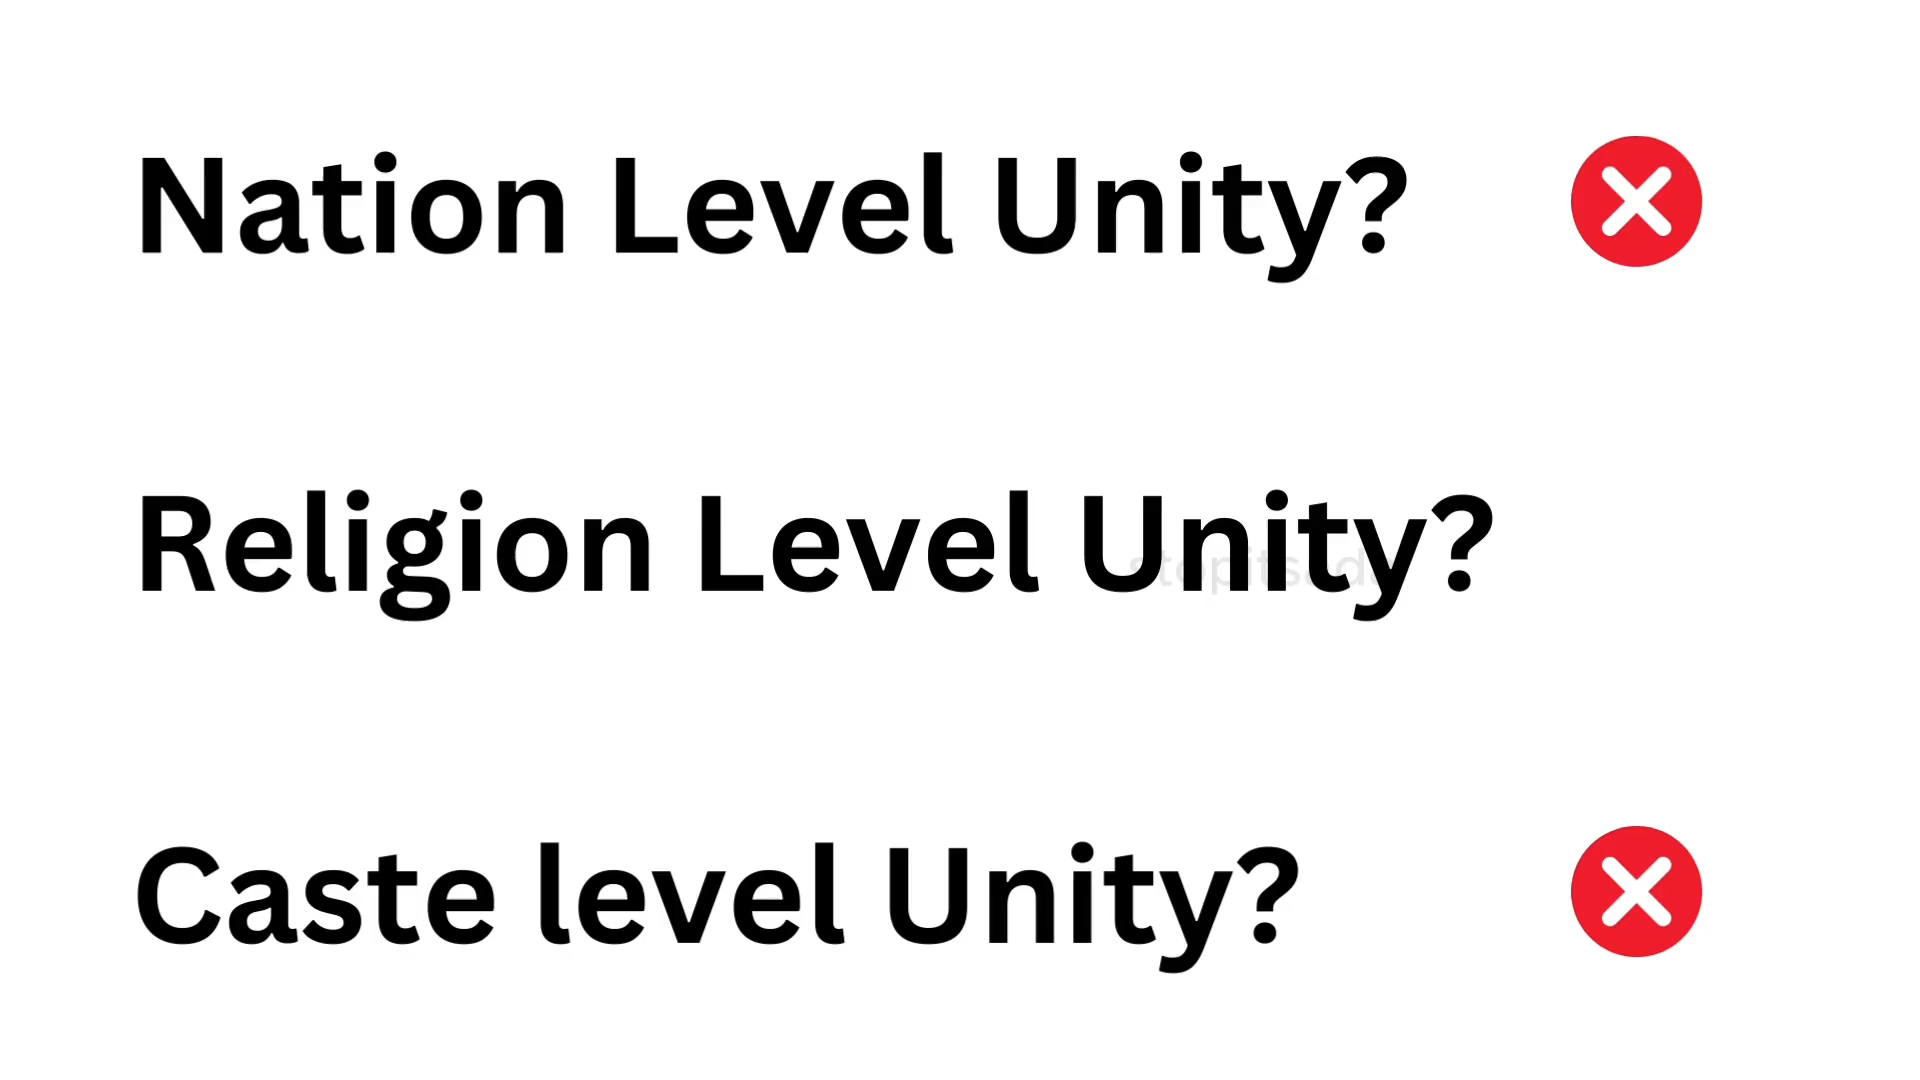 Nation Level Unity?
Religion Level Unity?
Caste level Unity?